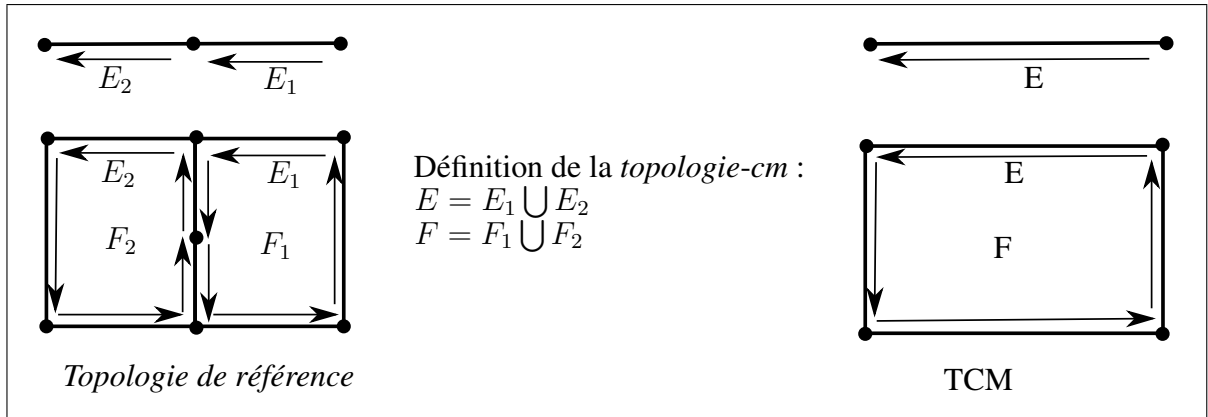 E₂ E₁ E
E₂ E₁ E
Définition de la topologie-cm :
E = E₁ ⋃ E₂
F = F₁ ⋃ F₂
F₂ F₁ F
Topologie de référence TCM